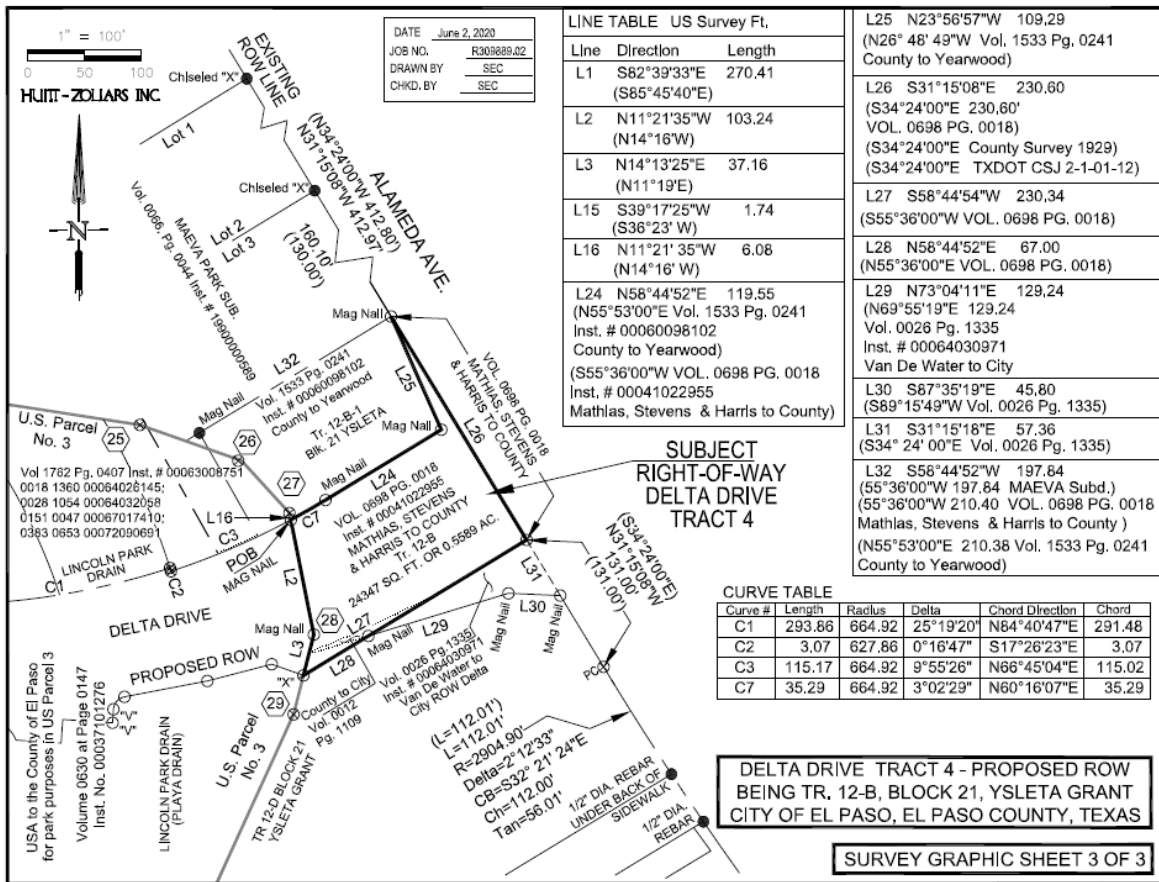 1" = 100'
0 50 100
HUITT-ZOLLARS INC.
N
DATE June 2, 2020
JOB NO. R309889.02
DRAWN BY SEC
CHKD. BY SEC
EXISTING
ROW LINE
Chiseled "X"
Lot 1
Chiseled "X"
Lot 2
Lot 3
(N34°24'00"W 412.80')
N31°15'08"W 412.97'
ALAMEDA AVE.
160.10'
(130.00')
MAEVA PARK SUB.
Vol. 0066, Pg. 0044 Inst. # 19900000589
Mag Nail
L32
Mag Nail
Vol. 1533 Pg. 0241
Inst. # 00060098102
County to Yearwood
Tr. 12-B-1
Blk. 21 YSLETA
L25
Mag Nail
L26
VOL. 0698 PG. 0018
MATHIAS, STEVENS
& HARRIS TO COUNTY
U.S. Parcel
No. 3
25
26
27
Vol 1762 Pg. 0407 Inst. # 00063008751
0018 1360 00064026145;
0028 1054 00064032058
0151 0047 00067017410;
0383 0653 00072090691
L16
C3
C7
Mag Nail
L24
VOL. 0698 PG. 0018
Inst. # 00041022955
MATHIAS, STEVENS
& HARRIS TO COUNTY
Tr. 12-B
24347 SQ. FT. OR 0.5589 AC.
SUBJECT
RIGHT-OF-WAY
DELTA DRIVE
TRACT 4
POB
MAG NAIL
LINCOLN PARK
DRAIN
C1
C2
L2
DELTA DRIVE
Mag Nail
28
L27
L3
L28
Mag Nail
L29
L30
Mag Nail
Mag Nail
L31
(S34°24'00"E)
N31°15'08"W
131.00'
(131.00')
PROPOSED ROW
"X"
29
"V"
"V"
County to City
Vol. 0012
Pg. 1109
Vol. 0026 Pg.1335
Inst. # 00064030971
Van De Water to
City ROW Delta
PC
USA to the County of El Paso
for park purposes in US Parcel 3
Volume 0630 at Page 0147
Inst. No. 00037101276
LINCOLN PARK DRAIN
(PLAYA DRAIN)
U.S. Parcel
No. 3
TR 12-D BLOCK 21
YSLETA GRANT
(L=112.01')
L=112.01'
R=2904.90'
Delta=2°12'33"
CB=S32° 21' 24"E
Ch=112.00'
Tan=56.01'
1/2" DIA. REBAR
UNDER BACK OF
SIDEWALK
1/2" DIA.
REBAR
LINE TABLE US Survey Ft,
Line Direction Length
L1 S82°39'33"E 270.41
(S85°45'40"E)
L2 N11°21'35"W 103.24
(N14°16'W)
L3 N14°13'25"E 37.16
(N11°19'E)
L15 S39°17'25"W 1.74
(S36°23' W)
L16 N11°21' 35"W 6.08
(N14°16' W)
L24 N58°44'52"E 119.55
(N55°53'00"E Vol. 1533 Pg. 0241
Inst. # 00060098102
County to Yearwood)
(S55°36'00"W VOL. 0698 PG. 0018
Inst. # 00041022955
Mathias, Stevens & Harris to County)
L25 N23°56'57"W 109,29
(N26° 48' 49"W Vol, 1533 Pg, 0241
County to Yearwood)
L26 S31°15'08"E 230,60
(S34°24'00"E 230,60'
VOL. 0698 PG. 0018)
(S34°24'00"E County Survey 1929)
(S34°24'00"E TXDOT CSJ 2-1-01-12)
L27 S58°44'54"W 230,34
(S55°36'00"W VOL. 0698 PG. 0018)
L28 N58°44'52"E 67.00
(N55°36'00"E VOL. 0698 PG. 0018)
L29 N73°04'11"E 129,24
(N69°55'19"E 129.24
Vol. 0026 Pg. 1335
Inst. # 00064030971
Van De Water to City
L30 S87°35'19"E 45,80
(S89°15'49"W Vol. 0026 Pg. 1335)
L31 S31°15'18"E 57.36
(S34° 24' 00"E Vol. 0026 Pg. 1335)
L32 S58°44'52"W 197.84
(55°36'00"W 197.84 MAEVA Subd.)
(55°36'00"W 210.40 VOL. 0698 PG. 0018
Mathias, Stevens & Harris to County )
(N55°53'00"E 210.38 Vol. 1533 Pg. 0241
County to Yearwood)
CURVE TABLE
Curve # Length Radius Delta Chord Direction Chord
C1 293.86 664.92 25°19'20" N84°40'47"E 291.48
C2 3.07 627.86 0°16'47" S17°26'23"E 3.07
C3 115.17 664.92 9°55'26" N66°45'04"E 115.02
C7 35.29 664.92 3°02'29" N60°16'07"E 35.29
DELTA DRIVE TRACT 4 - PROPOSED ROW
BEING TR. 12-B, BLOCK 21, YSLETA GRANT
CITY OF EL PASO, EL PASO COUNTY, TEXAS
SURVEY GRAPHIC SHEET 3 OF 3